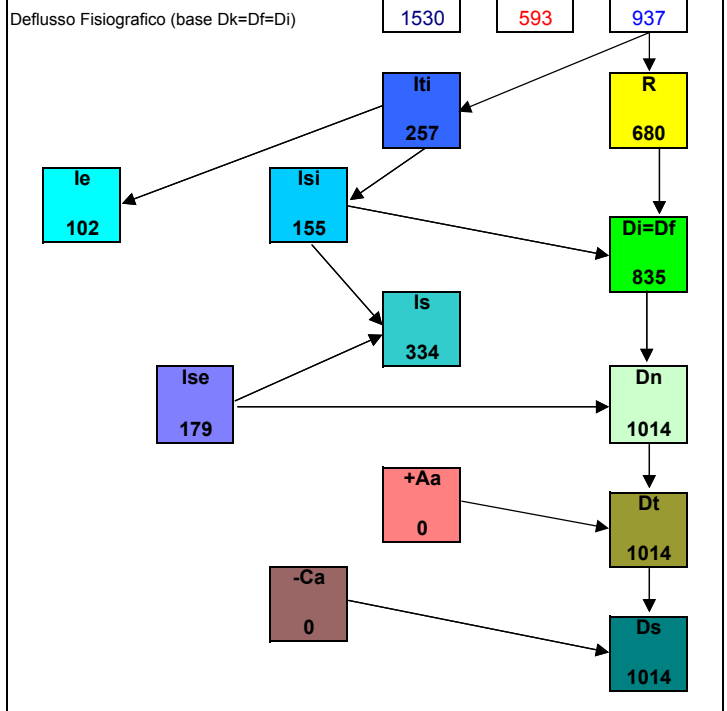 Deflusso Fisiografico (base Dk=Df=Di) 1530 593 937
Iti R
257 680
Ie Isi
102 155
Di=Df
835
Is
334
Ise Dn
179 1014
+Aa Dt
0 1014
-Ca Ds
0 1014